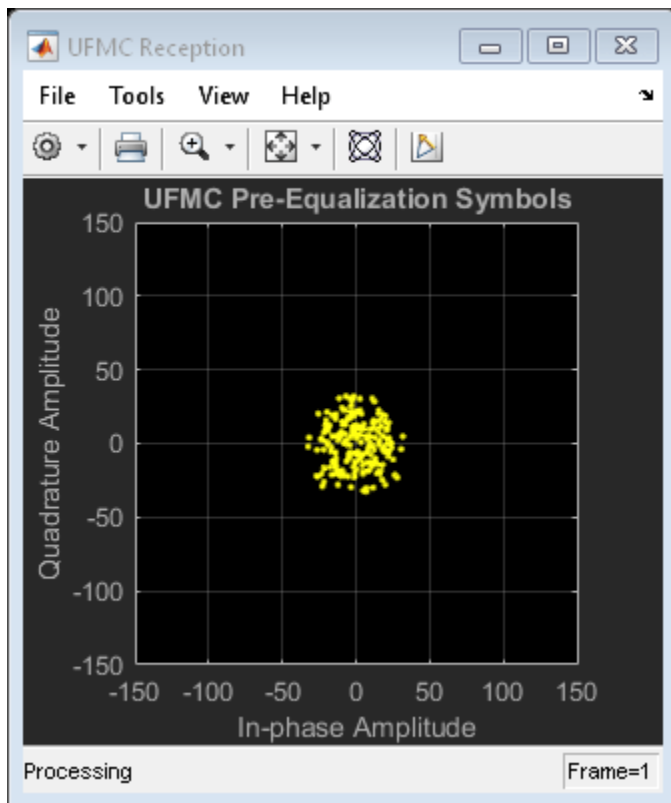 UFMC Reception
File Tools View Help
UFMC Pre-Equalization Symbols
150
100
50
0
-50
-100
-150
Quadrature Amplitude
-150 -100 -50 0 50 100 150
In-phase Amplitude
Processing Frame=1